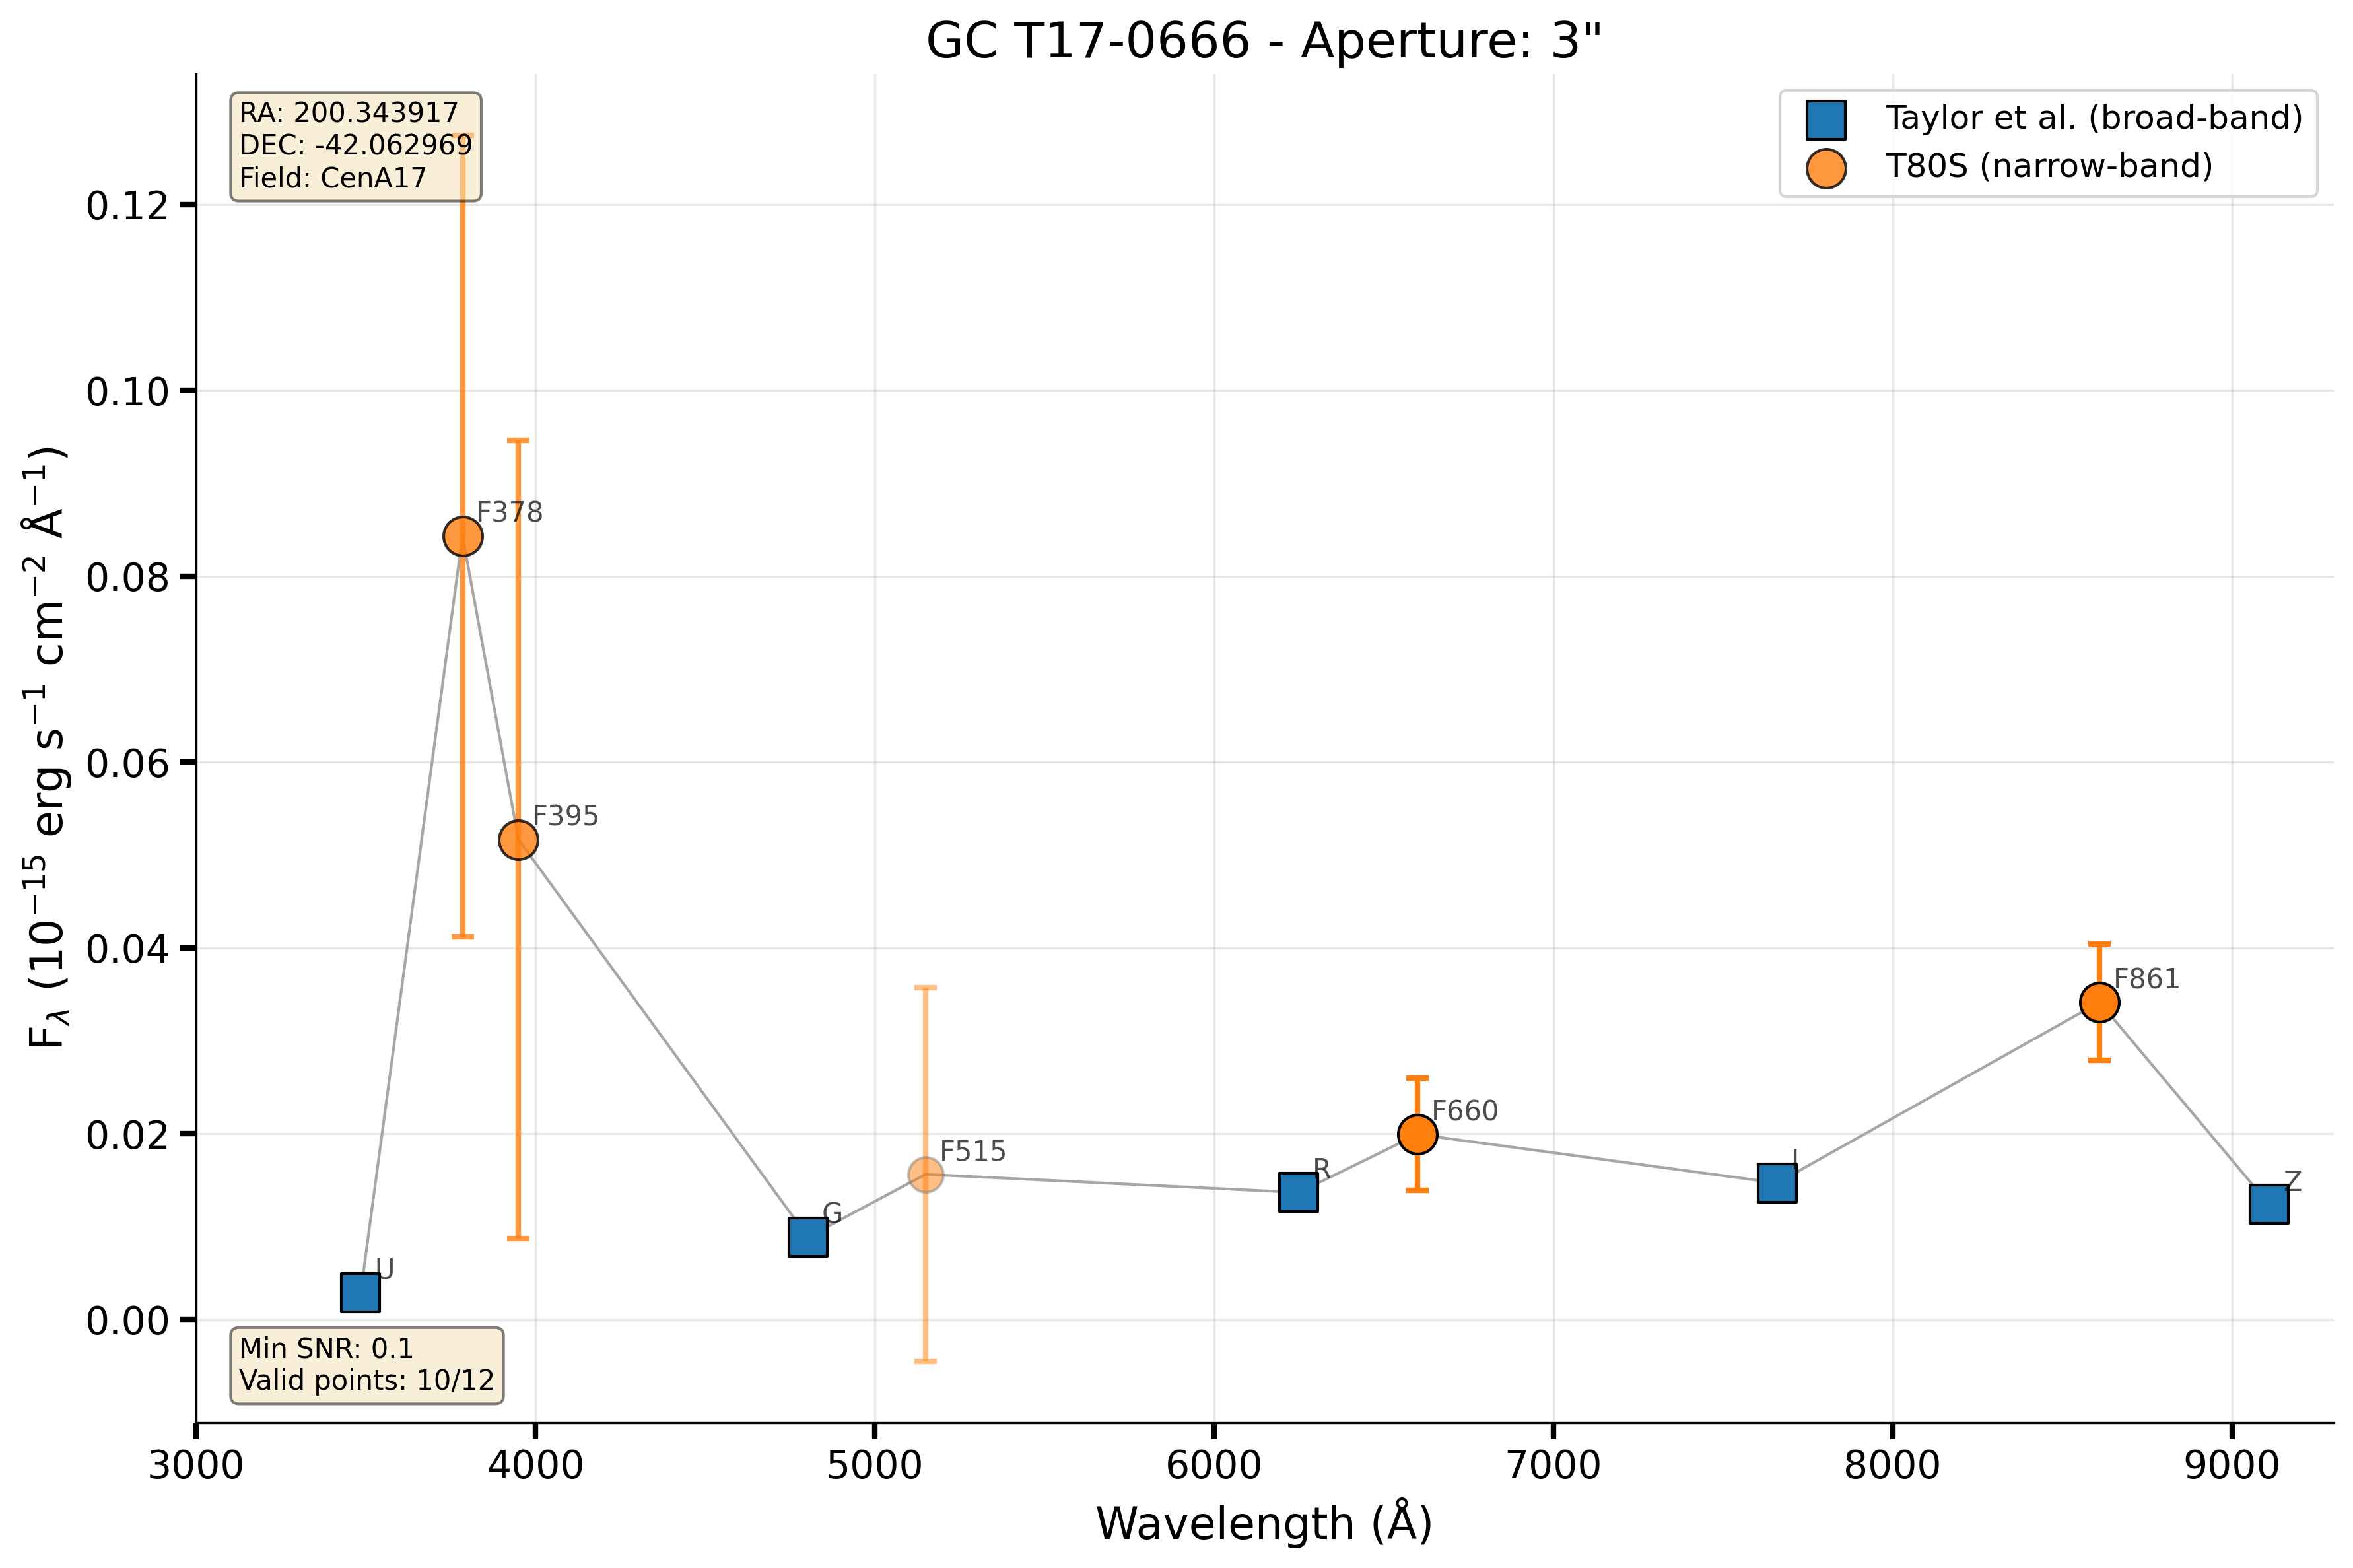 GC T17-0666 - Aperture: 3"
RA: 200.343917
DEC: -42.062969
Field: CenA17
Taylor et al. (broad-band)
T80S (narrow-band)
F_λ (10⁻¹⁵ erg s⁻¹ cm⁻² Å⁻¹)
0.12
0.10
0.08
0.06
0.04
0.02
0.00
F378
F395
F861
F660
F515
R
I
Z
G
U
Min SNR: 0.1
Valid points: 10/12
3000 4000 5000 6000 7000 8000 9000
Wavelength (Å)